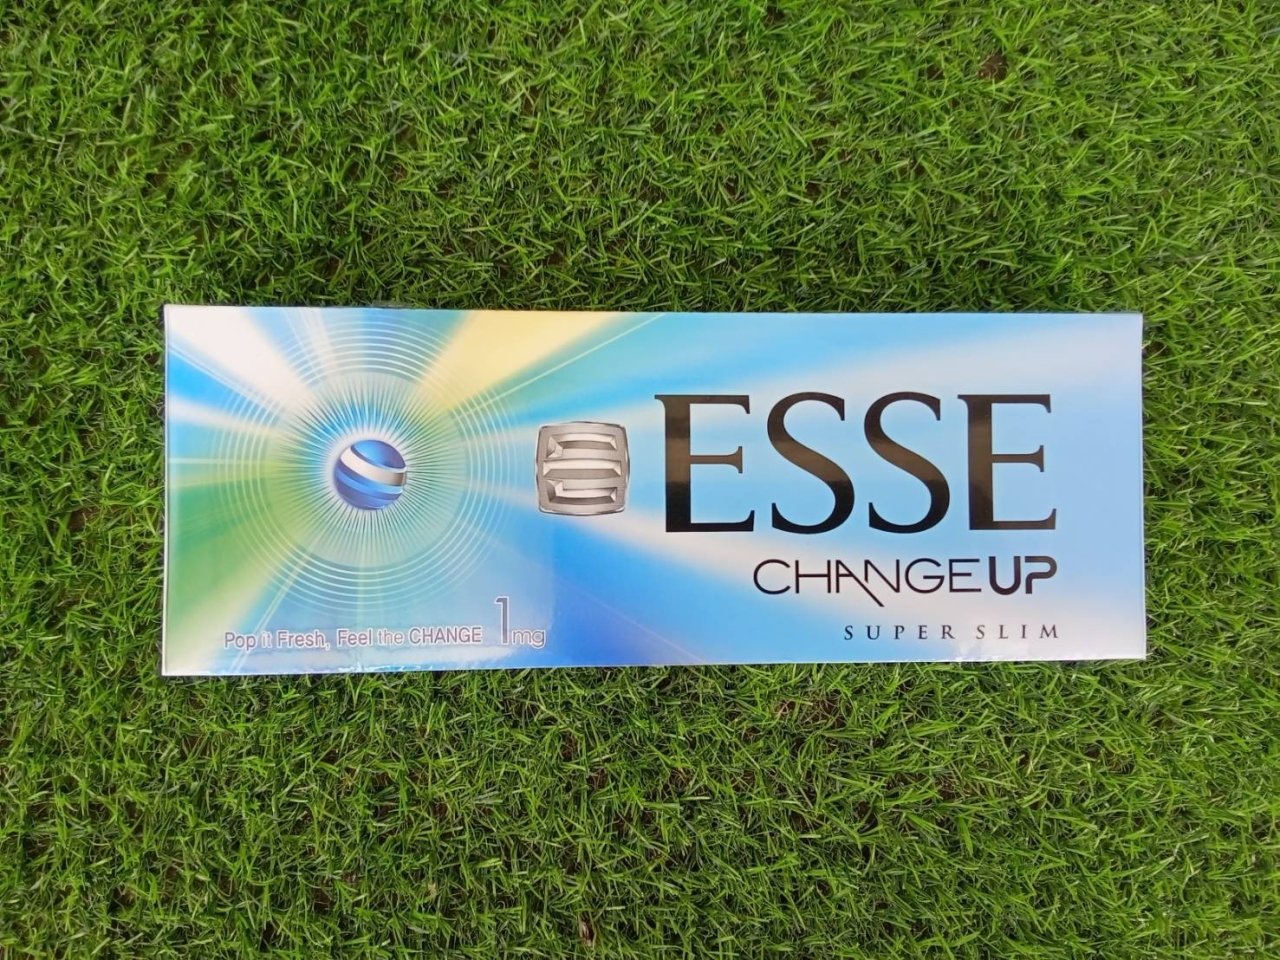 ESSE
CHANGE UP
SUPER SLIM
Pop it Fresh, Feel the CHANGE 1mg